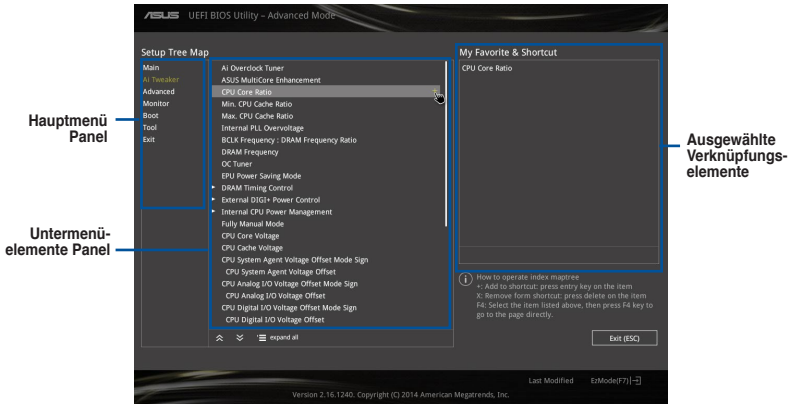 ASUS UEFI BIOS Utility – Advanced Mode
Setup Tree Map
Main
Ai Tweaker
Advanced
Monitor
Boot
Tool
Exit
Ai Overclock Tuner
ASUS MultiCore Enhancement
CPU Core Ratio
Min. CPU Cache Ratio
Max. CPU Cache Ratio
Internal PLL Overvoltage
BCLK Frequency : DRAM Frequency Ratio
DRAM Frequency
OC Tuner
EPU Power Saving Mode
DRAM Timing Control
External DIGI+ Power Control
Internal CPU Power Management
Fully Manual Mode
CPU Core Voltage
CPU Cache Voltage
CPU System Agent Voltage Offset Mode Sign
CPU System Agent Voltage Offset
CPU Analog I/O Voltage Offset Mode Sign
CPU Analog I/O Voltage Offset
CPU Digital I/O Voltage Offset Mode Sign
CPU Digital I/O Voltage Offset
expand all
My Favorite & Shortcut
CPU Core Ratio
How to operate index maptree
+: Add to shortcut: press entry key on the item
X: Remove form shortcut: press delete on the item
F4: Select the item listed above, then press F4 key to
go to the page directly.
Exit (ESC)
Last Modified EzMode(F7)
Version 2.16.1240. Copyright (C) 2014 American Megatrends, Inc.
Hauptmenü
Panel
Untermenü-
elemente Panel
Ausgewählte
Verknüpfungs-
elemente